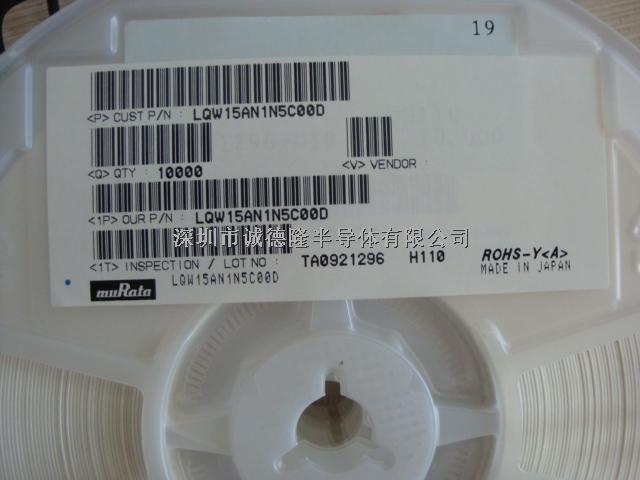 19
<P> CUST P/N : LQW15AN1N5C00D
<Q> QTY : 10000
<V> VENDOR :
<1P> OUR P/N : LQW15AN1N5C00D
深圳市诚德隆半导体有限公司
<1T> INSPECTION / LOT NO : TA0921296 H110 ROHS-Y<A>
MADE IN JAPAN
muRata LQW15AN1N5C00D